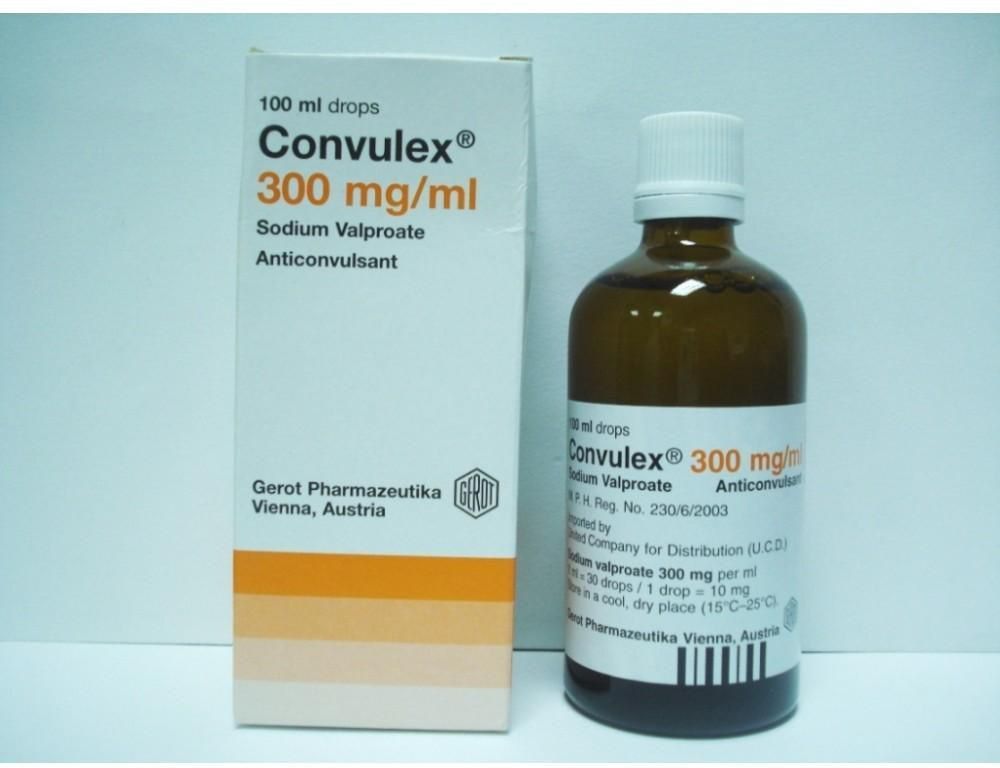 100 ml drops
Convulex®
300 mg/ml
Sodium Valproate
Anticonvulsant
Gerot Pharmazeutika
Vienna, Austria
GEROT
100 ml drops
Convulex® 300 mg/ml
Sodium Valproate Anticonvulsant
M.P.H. Reg. No. 230/6/2003
Imported by
United Company for Distribution (U.C.D.)
Sodium valproate 300 mg per ml
1 ml = 30 drops / 1 drop = 10 mg
Store in a cool, dry place (15°C–25°C).
Gerot Pharmazeutika Vienna, Austria